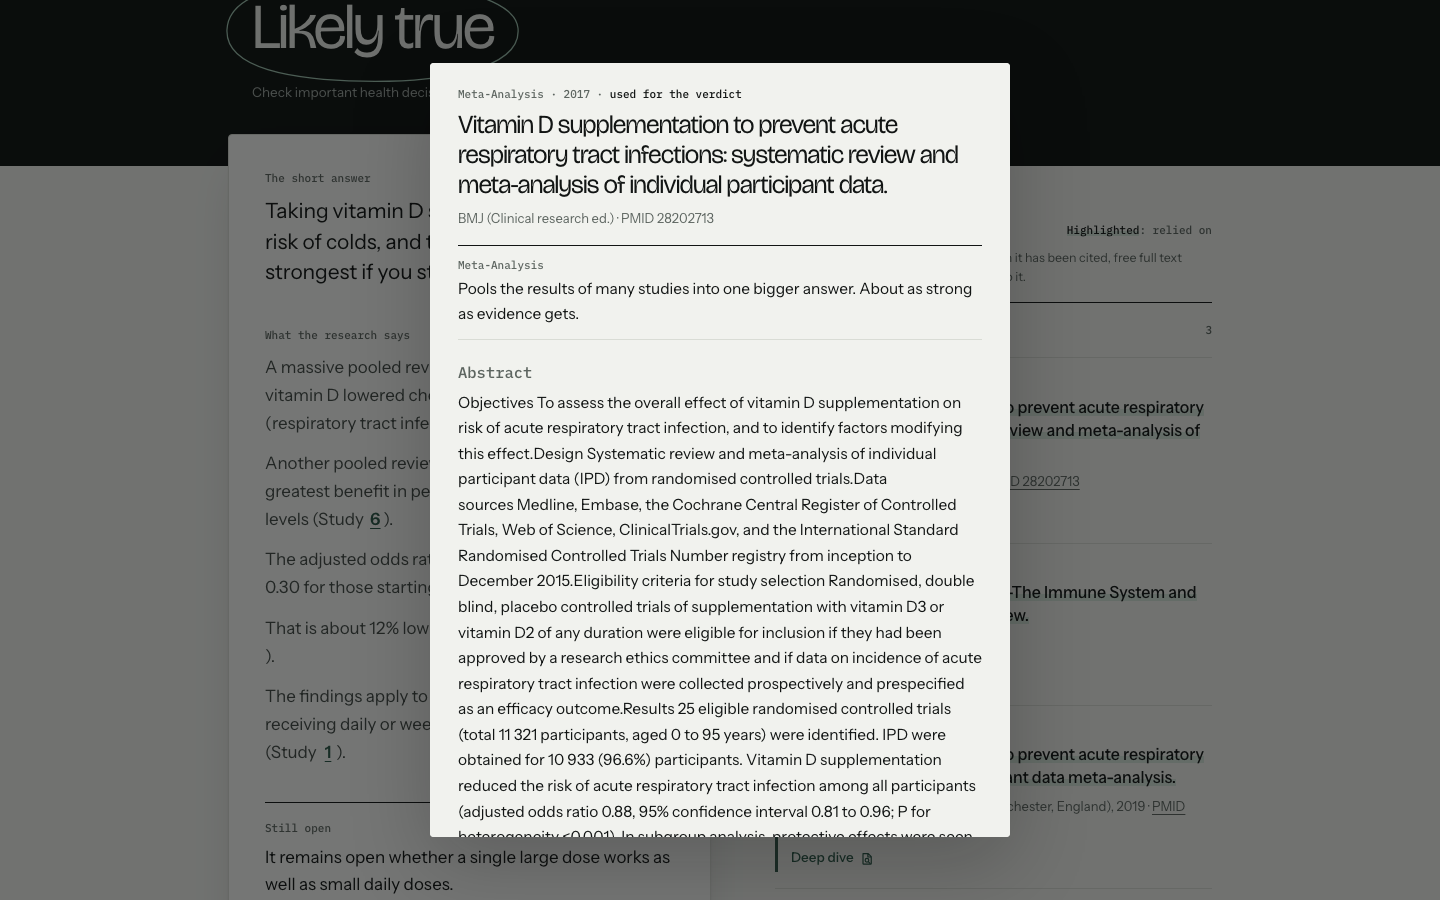 Likely true
Check important health decis
Meta-Analysis · 2017 · used for the verdict
Vitamin D supplementation to prevent acute
respiratory tract infections: systematic review and
meta-analysis of individual participant data.
BMJ (Clinical research ed.) · PMID 28202713
Meta-Analysis
Pools the results of many studies into one bigger answer. About as strong
as evidence gets.
Abstract
Objectives To assess the overall effect of vitamin D supplementation on
risk of acute respiratory tract infection, and to identify factors modifying
this effect.Design Systematic review and meta-analysis of individual
participant data (IPD) from randomised controlled trials.Data
sources Medline, Embase, the Cochrane Central Register of Controlled
Trials, Web of Science, ClinicalTrials.gov, and the International Standard
Randomised Controlled Trials Number registry from inception to
December 2015.Eligibility criteria for study selection Randomised, double
blind, placebo controlled trials of supplementation with vitamin D3 or
vitamin D2 of any duration were eligible for inclusion if they had been
approved by a research ethics committee and if data on incidence of acute
respiratory tract infection were collected prospectively and prespecified
as an efficacy outcome.Results 25 eligible randomised controlled trials
(total 11 321 participants, aged 0 to 95 years) were identified. IPD were
obtained for 10 933 (96.6%) participants. Vitamin D supplementation
reduced the risk of acute respiratory tract infection among all participants
(adjusted odds ratio 0.88, 95% confidence interval 0.81 to 0.96; P for
heterogeneity <0.001). In subgroup analysis, protective effects were seen
The short answer
Taking vitamin D s
risk of colds, and t
strongest if you st
What the research says
A massive pooled rev
vitamin D lowered che
(respiratory tract infe
Another pooled revie
greatest benefit in pe
levels (Study 6 ).
The adjusted odds rat
0.30 for those starting
That is about 12% low
).
The findings apply to
receiving daily or wee
(Study 1 ).
Still open
It remains open whether a single large dose works as
well as small daily doses.
Highlighted: relied on
it has been cited, free full text
it.
3
prevent acute respiratory
view and meta-analysis of
D 28202713
-The Immune System and
ew.
prevent acute respiratory
nt data meta-analysis.
chester, England), 2019 · PMID
Deep dive